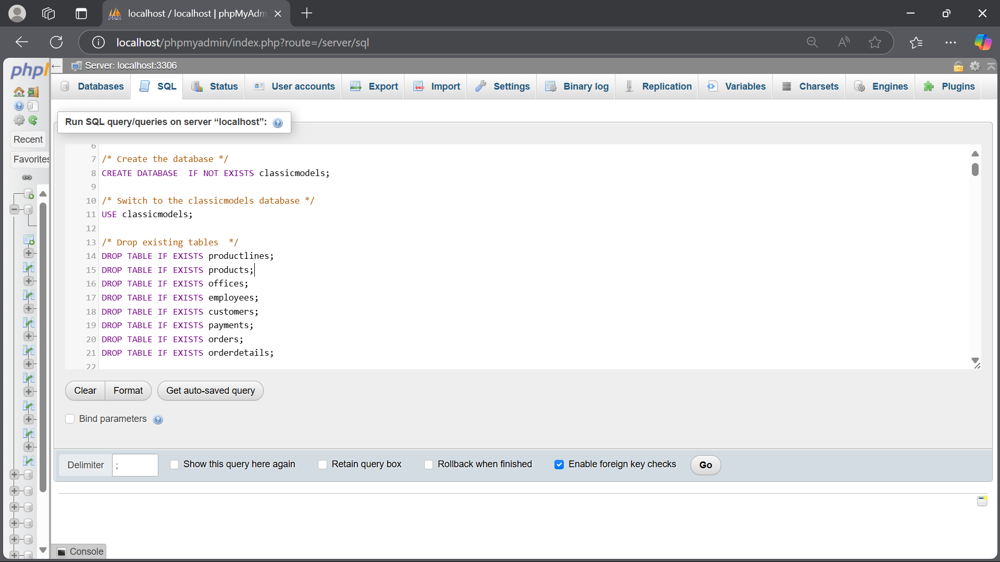 localhost / localhost | phpMyAdm
localhost/phpmyadmin/index.php?route=/server/sql
php
Server: localhost:3306
Databases SQL Status User accounts Export Import Settings Binary log Replication Variables Charsets Engines Plugins
Recent
Favorites
Run SQL query/queries on server “localhost”:
6
7 /* Create the database */
8 CREATE DATABASE  IF NOT EXISTS classicmodels;
9
10 /* Switch to the classicmodels database */
11 USE classicmodels;
12
13 /* Drop existing tables  */
14 DROP TABLE IF EXISTS productlines;
15 DROP TABLE IF EXISTS products;
16 DROP TABLE IF EXISTS offices;
17 DROP TABLE IF EXISTS employees;
18 DROP TABLE IF EXISTS customers;
19 DROP TABLE IF EXISTS payments;
20 DROP TABLE IF EXISTS orders;
21 DROP TABLE IF EXISTS orderdetails;
22
Clear Format Get auto-saved query
Bind parameters
Delimiter ; Show this query here again Retain query box Rollback when finished Enable foreign key checks Go
Console